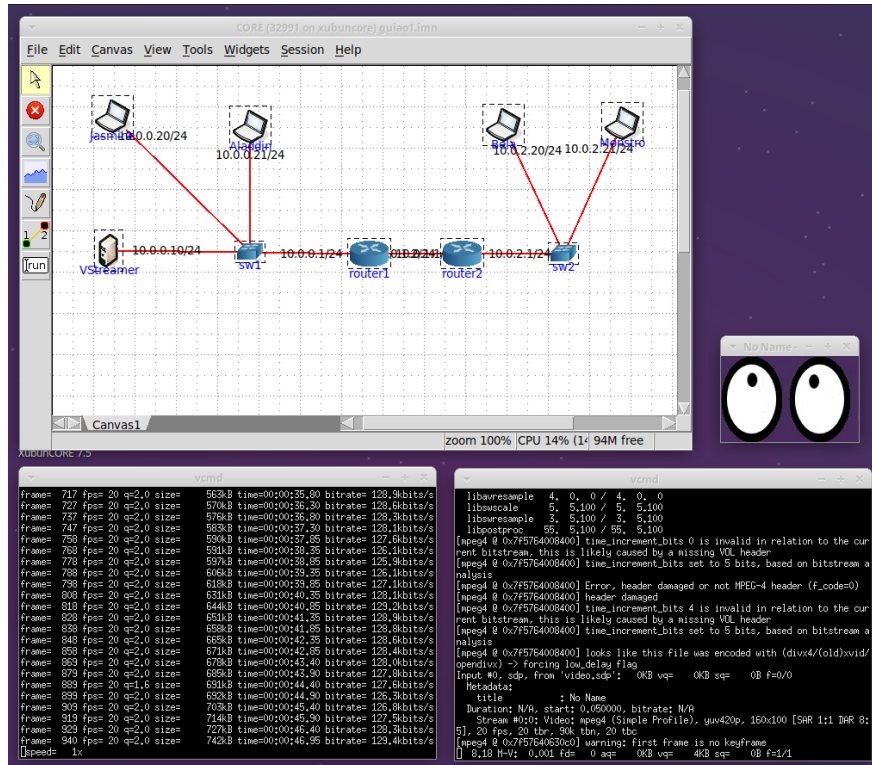 CORE (32991 on xubuncore) guiao1.imn
File Edit Canvas View Tools Widgets Session Help
Jasmine
10.0.0.20/24
Aladdin
10.0.0.21/24
Bela
10.0.2.20/24
Monstro
10.0.2.21/24
1 2
run
VStreamer
10.0.0.10/24
sw1
10.0.0.1/24
router1
router2
10.0.2.1/24
sw2
Canvas1
zoom 100% CPU 14% (14 94M free
No Name
XubunCORE 7.5
vcmd
frame= 717 fps= 20 q=2.0 size= 563kB time=00:00:35.80 bitrate= 128.9kbits/s
frame= 727 fps= 20 q=2.0 size= 570kB time=00:00:36.30 bitrate= 128.6kbits/s
frame= 737 fps= 20 q=2.0 size= 576kB time=00:00:36.80 bitrate= 128.3kbits/s
frame= 747 fps= 20 q=2.0 size= 583kB time=00:00:37.30 bitrate= 128.1kbits/s
frame= 758 fps= 20 q=2.0 size= 590kB time=00:00:37.85 bitrate= 127.6kbits/s
frame= 768 fps= 20 q=2.0 size= 591kB time=00:00:38.35 bitrate= 126.1kbits/s
frame= 778 fps= 20 q=2.0 size= 597kB time=00:00:38.85 bitrate= 125.9kbits/s
frame= 788 fps= 20 q=2.0 size= 606kB time=00:00:39.35 bitrate= 126.1kbits/s
frame= 798 fps= 20 q=2.0 size= 618kB time=00:00:39.85 bitrate= 127.1kbits/s
frame= 808 fps= 20 q=2.0 size= 631kB time=00:00:40.35 bitrate= 128.1kbits/s
frame= 818 fps= 20 q=2.0 size= 644kB time=00:00:40.85 bitrate= 129.2kbits/s
frame= 828 fps= 20 q=2.0 size= 651kB time=00:00:41.35 bitrate= 128.9kbits/s
frame= 838 fps= 20 q=2.0 size= 658kB time=00:00:41.85 bitrate= 128.8kbits/s
frame= 848 fps= 20 q=2.0 size= 665kB time=00:00:42.35 bitrate= 128.6kbits/s
frame= 858 fps= 20 q=2.0 size= 671kB time=00:00:42.85 bitrate= 128.4kbits/s
frame= 869 fps= 20 q=2.0 size= 678kB time=00:00:43.40 bitrate= 128.0kbits/s
frame= 879 fps= 20 q=2.0 size= 685kB time=00:00:43.90 bitrate= 127.8kbits/s
frame= 889 fps= 20 q=1.6 size= 691kB time=00:00:44.40 bitrate= 127.6kbits/s
frame= 899 fps= 20 q=2.0 size= 692kB time=00:00:44.90 bitrate= 126.3kbits/s
frame= 909 fps= 20 q=2.0 size= 703kB time=00:00:45.40 bitrate= 126.8kbits/s
frame= 919 fps= 20 q=2.0 size= 714kB time=00:00:45.90 bitrate= 127.5kbits/s
frame= 929 fps= 20 q=2.0 size= 727kB time=00:00:46.40 bitrate= 128.3kbits/s
frame= 940 fps= 20 q=2.0 size= 742kB time=00:00:46.95 bitrate= 129.4kbits/s
speed= 1x
vcmd
libavresample 4. 0. 0 / 4. 0. 0
libswscale 5. 5.100 / 5. 5.100
libswresample 3. 5.100 / 3. 5.100
libpostproc 55. 5.100 / 55. 5.100
[mpeg4 @ 0x7f5764008400] time_increment_bits 0 is invalid in relation to the cur
rent bitstream, this is likely caused by a missing VOL header
[mpeg4 @ 0x7f5764008400] time_increment_bits set to 5 bits, based on bitstream a
nalysis
[mpeg4 @ 0x7f5764008400] Error, header damaged or not MPEG-4 header (f_code=0)
[mpeg4 @ 0x7f5764008400] header damaged
[mpeg4 @ 0x7f5764008400] time_increment_bits 4 is invalid in relation to the cur
rent bitstream, this is likely caused by a missing VOL header
[mpeg4 @ 0x7f5764008400] time_increment_bits set to 5 bits, based on bitstream a
nalysis
[mpeg4 @ 0x7f5764008400] looks like this file was encoded with (divx4/(old)xvid/
opendivx) -> forcing low_delay flag
Input #0, sdp, from 'video.sdp': 0KB vq= 0KB sq= 0B f=0/0
Metadata:
title : No Name
Duration: N/A, start: 0.050000, bitrate: N/A
Stream #0:0: Video: mpeg4 (Simple Profile), yuv420p, 160x100 [SAR 1:1 DAR 8:
5], 20 fps, 20 tbr, 90k tbn, 20 tbc
[mpeg4 @ 0x7f57640630c0] warning: first frame is no keyframe
8.18 M-V: 0.001 fd= 0 aq= 0KB vq= 4KB sq= 0B f=1/1